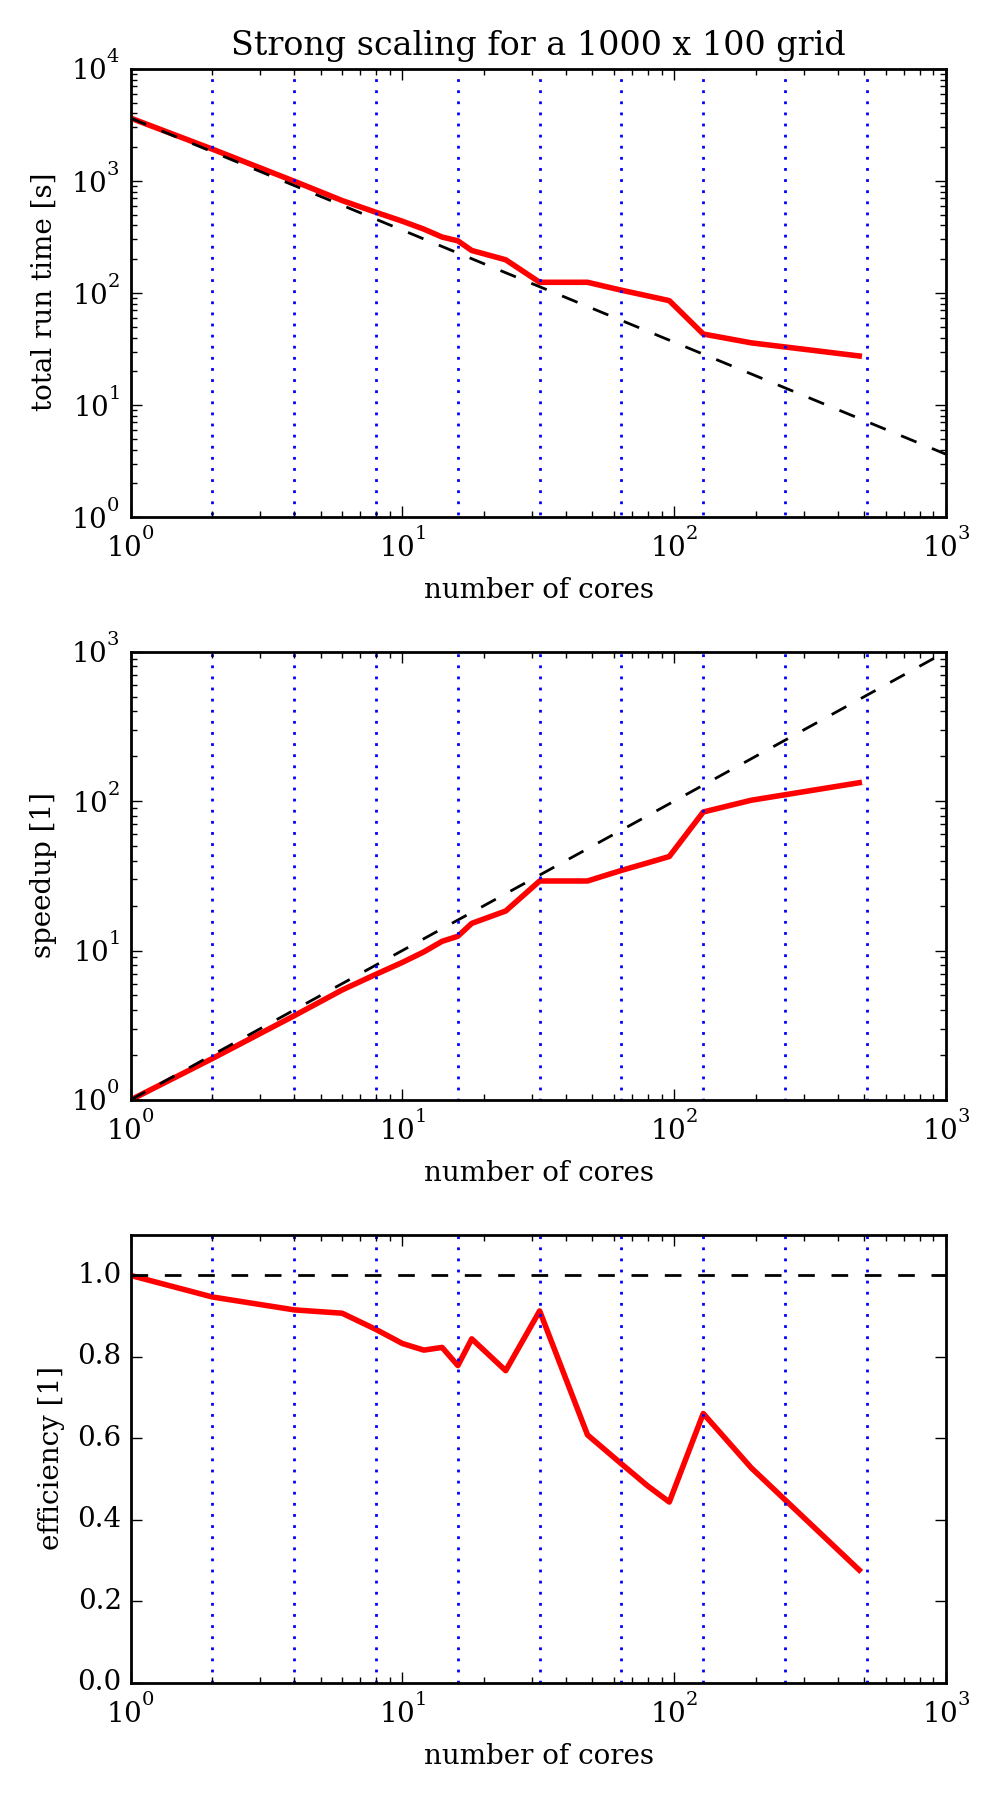 Strong scaling for a 1000 x 100 grid
10^4
10^3
10^2
10^1
10^0
total run time [s]
10^0 10^1 10^2 10^3
number of cores
10^3
10^2
10^1
10^0
speedup [1]
10^0 10^1 10^2 10^3
number of cores
1.0
0.8
0.6
0.4
0.2
0.0
efficiency [1]
10^0 10^1 10^2 10^3
number of cores